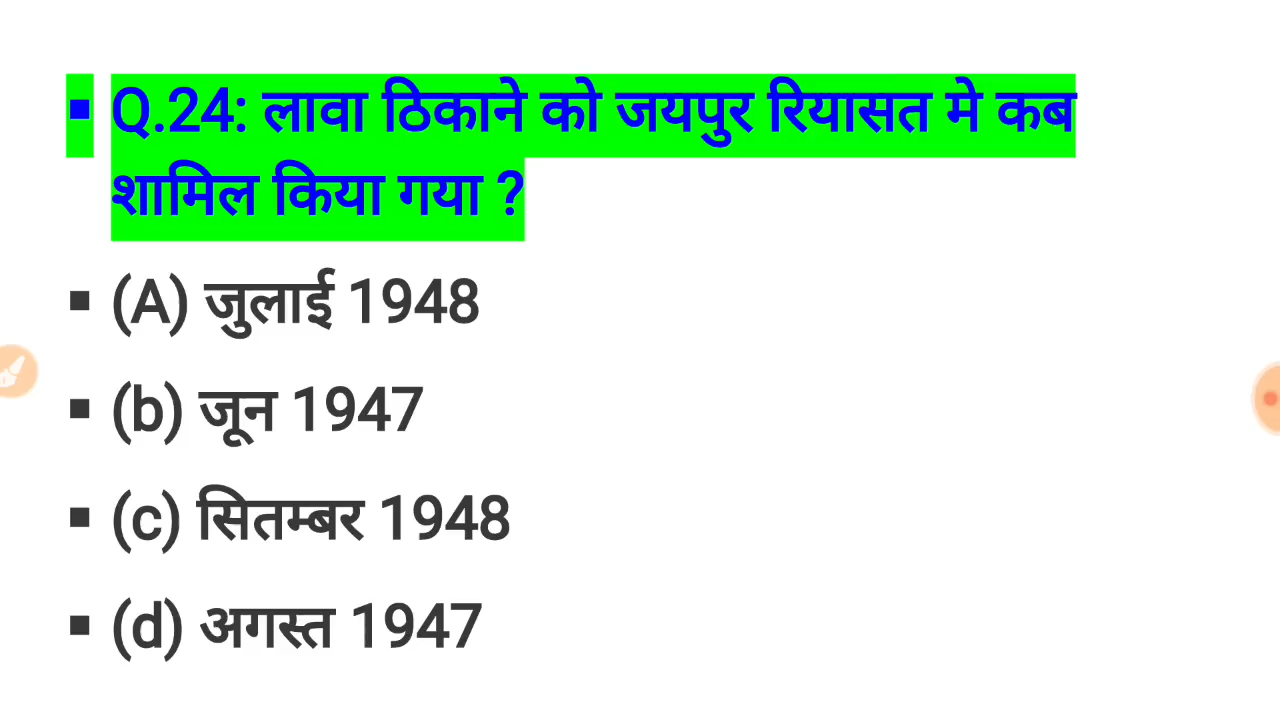 ▪ Q.24: लावा ठिकाने को जयपुर रियासत मे कब
शामिल किया गया ?
▪ (A) जुलाई 1948
▪ (b) जून 1947
▪ (c) सितम्बर 1948
▪ (d) अगस्त 1947